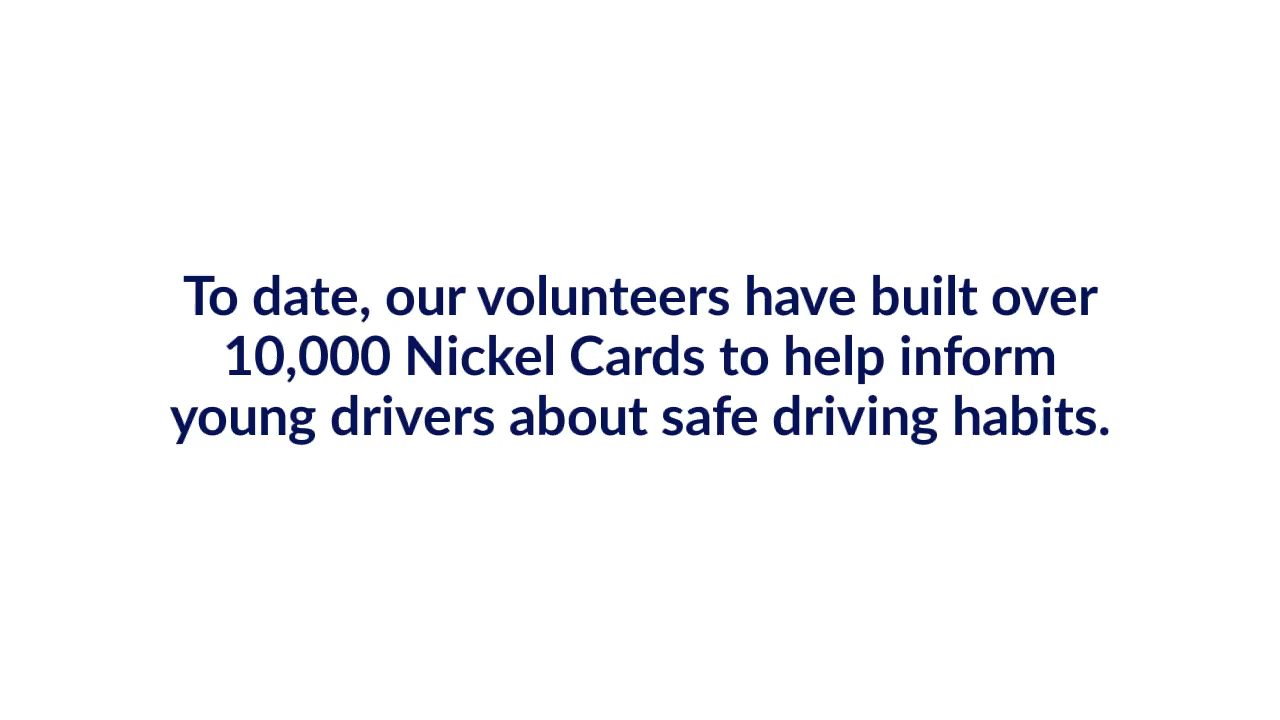 To date, our volunteers have built over
10,000 Nickel Cards to help inform
young drivers about safe driving habits.